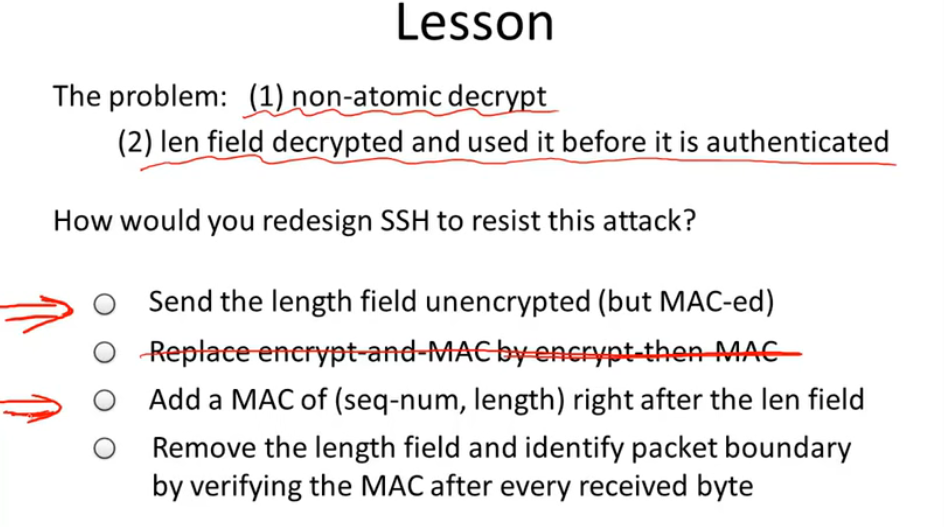 Lesson
The problem: (1) non-atomic decrypt
(2) len field decrypted and used it before it is authenticated
How would you redesign SSH to resist this attack?
Send the length field unencrypted (but MAC-ed)
Replace encrypt-and-MAC by encrypt-then-MAC
Add a MAC of (seq-num, length) right after the len field
Remove the length field and identify packet boundary
by verifying the MAC after every received byte